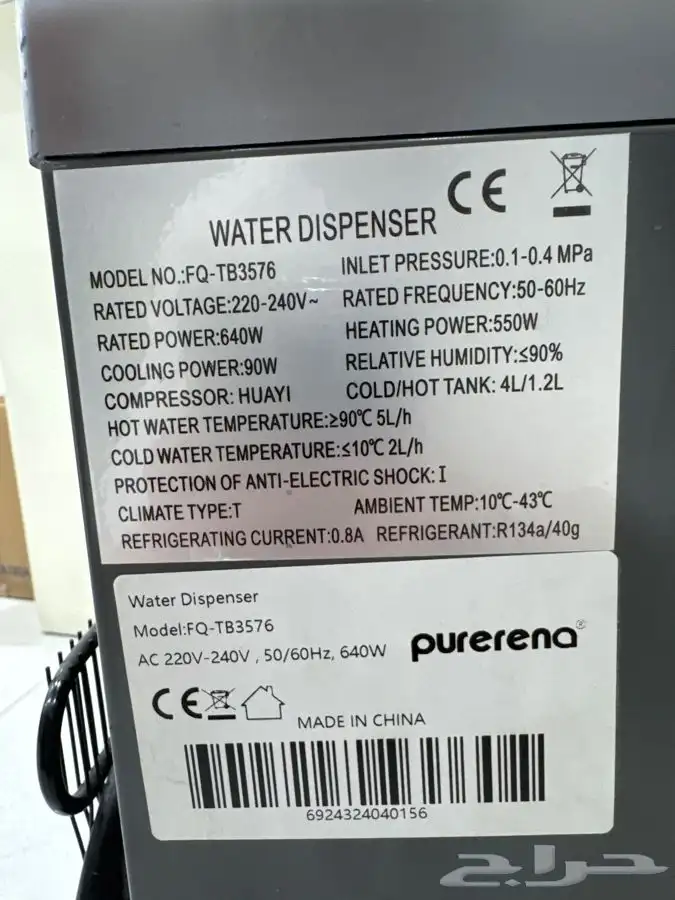 WATER DISPENSER CE
MODEL NO.:FQ-TB3576 INLET PRESSURE:0.1-0.4 MPa
RATED VOLTAGE:220-240V~ RATED FREQUENCY:50-60Hz
RATED POWER:640W HEATING POWER:550W
COOLING POWER:90W RELATIVE HUMIDITY:≤90%
COMPRESSOR: HUAYI COLD/HOT TANK: 4L/1.2L
HOT WATER TEMPERATURE:≥90℃ 5L/h
COLD WATER TEMPERATURE:≤10℃ 2L/h
PROTECTION OF ANTI-ELECTRIC SHOCK: I
CLIMATE TYPE:T AMBIENT TEMP:10℃-43℃
REFRIGERATING CURRENT:0.8A REFRIGERANT:R134a/40g
Water Dispenser
Model:FQ-TB3576
AC 220V-240V , 50/60Hz, 640W purerena®
CE
MADE IN CHINA
6924324040156
حراج